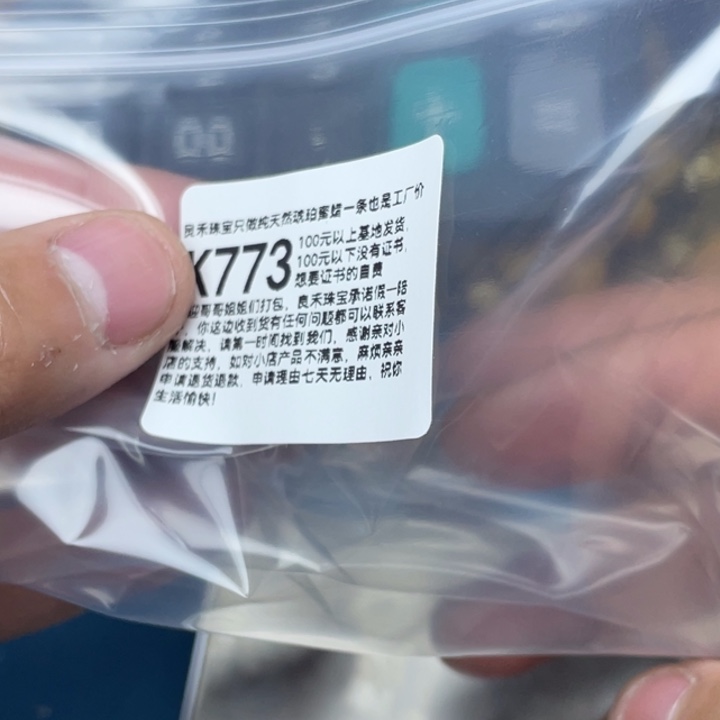 良禾珠宝只做纯天然琥珀蜜蜡一条也是工厂价
K773
100元以上基地发货,
100元以下没有证书,
想要证书的自费
迎哥哥姐姐们打包, 良禾珠宝承诺假一赔
, 你这边收到货有任何问题都可以联系客
解决, 请第一时间找到我们, 感谢亲对小
店的支持, 如对小店产品不满意, 麻烦亲亲
申请退货退款, 申请理由七天无理由, 祝你
生活愉快!